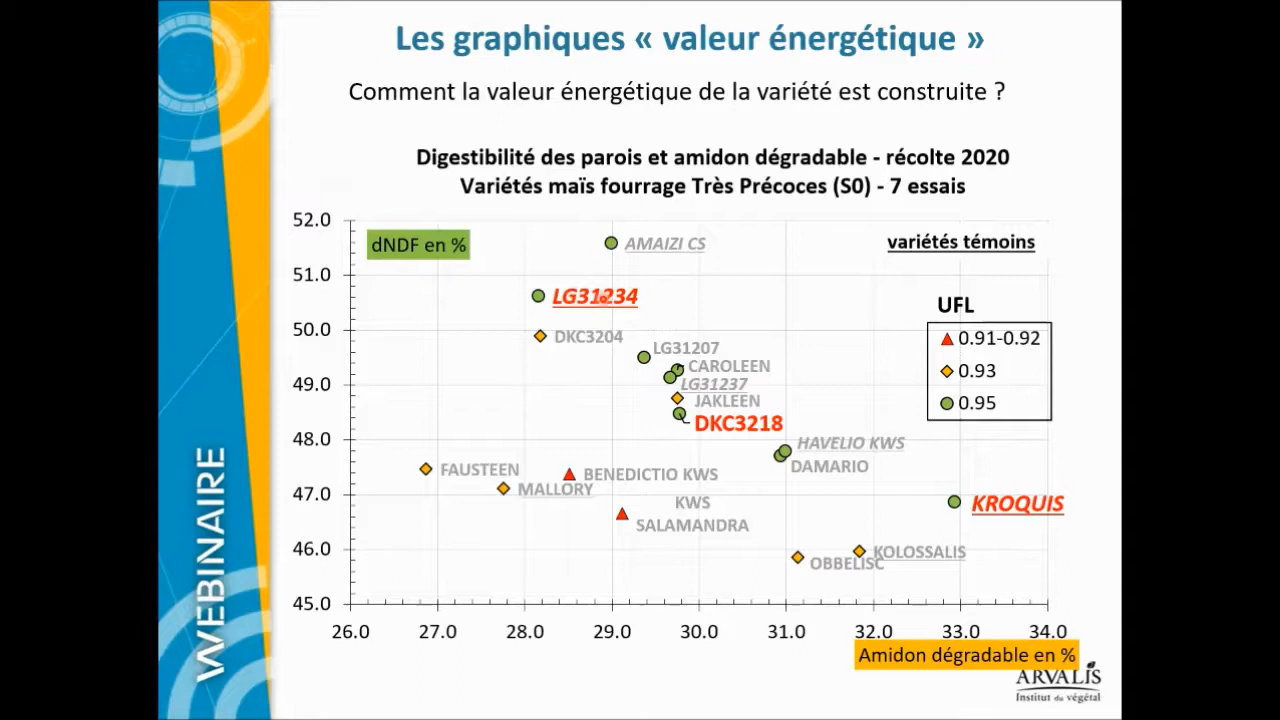 Les graphiques « valeur énergétique »
Comment la valeur énergétique de la variété est construite ?
Digestibilité des parois et amidon dégradable - récolte 2020
Variétés maïs fourrage Très Précoces (S0) - 7 essais
52.0
51.0
50.0
49.0
48.0
47.0
46.0
45.0
dNDF en %
AMAIZI CS
variétés témoins
LG31234
UFL
DKC3204
0.91-0.92
LG31207
CAROLEEN
0.93
LG31237
JAKLEEN
0.95
DKC3218
HAVELIO KWS
DAMARIO
FAUSTEEN
BENEDICTIO KWS
MALLORY
KWS
SALAMANDRA
KROQUIS
KOLOSSALIS
OBBELISC
26.0 27.0 28.0 29.0 30.0 31.0 32.0 33.0 34.0
Amidon dégradable en %
ARVALIS
Institut du végétal
WEBINAIRE